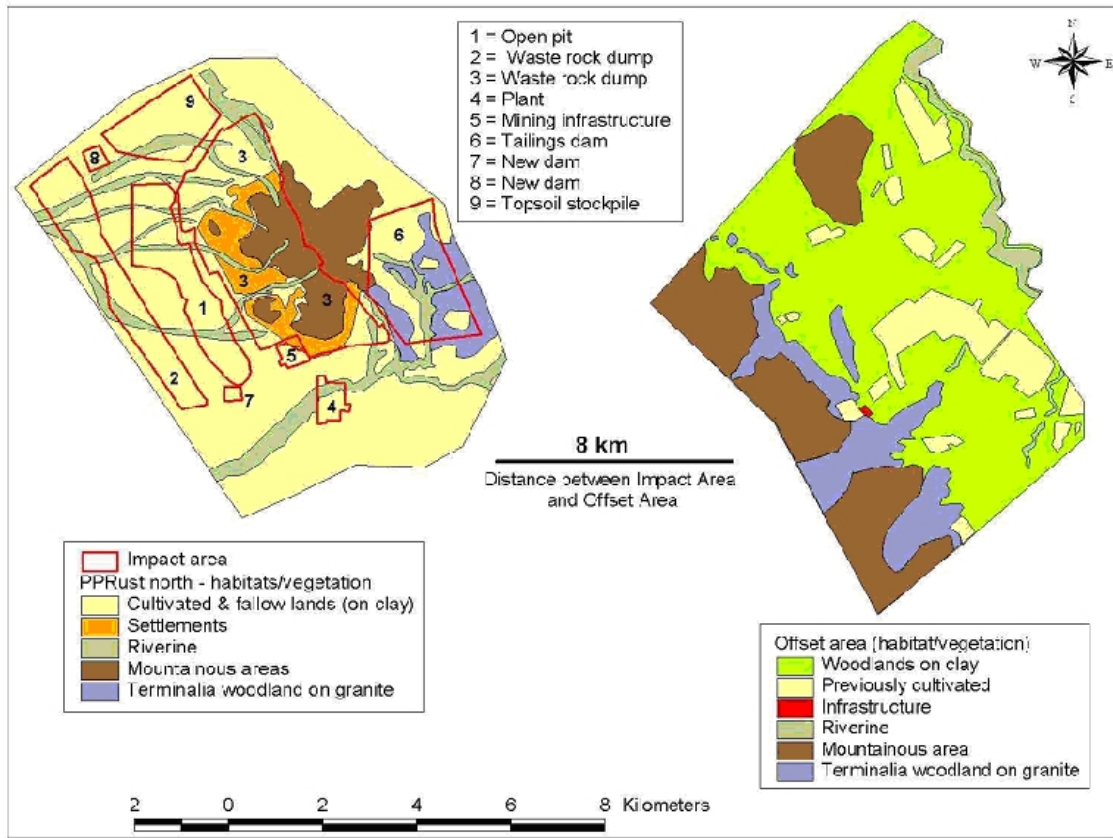 1 = Open pit
2 = Waste rock dump
3 = Waste rock dump
4 = Plant
5 = Mining infrastructure
6 = Tailings dam
7 = New dam
8 = New dam
9 = Topsoil stockpile
N
W E
9
8
3
6
3
1
3
5
2
7
4
8 km
Distance between Impact Area
and Offset Area
Impact area
PPRust north - habitats/vegetation
Cultivated & fallow lands (on clay)
Settlements
Riverine
Mountainous areas
Terminalia woodland on granite
Offset area (habitat/vegetation)
Woodlands on clay
Previously cultivated
Infrastructure
Riverine
Mountainous area
Terminalia woodland on granite
2 0 2 4 6 8 Kilometers